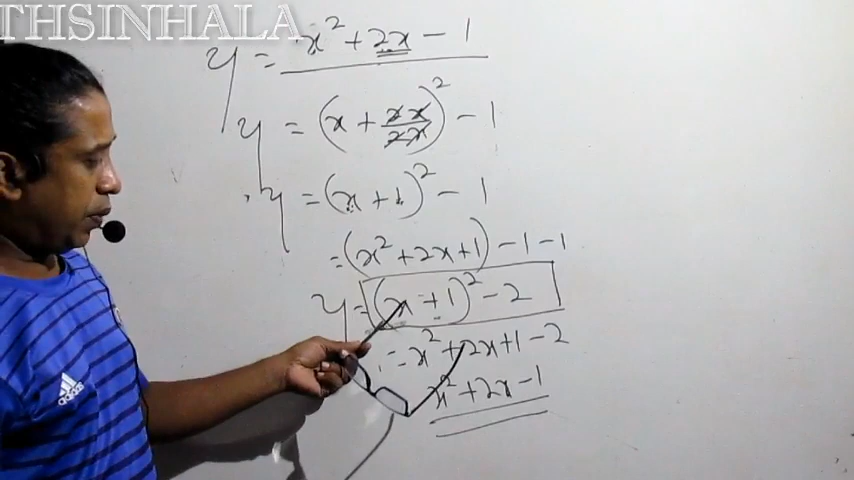 THSINHALA
y = x² + 2x - 1
y = (x + 2x/2x)² - 1
y = (x + 1)² - 1
= (x² + 2x + 1) - 1 - 1
y = (x + 1)² - 2
= x² + 2x + 1 - 2
x² + 2x - 1
adidas